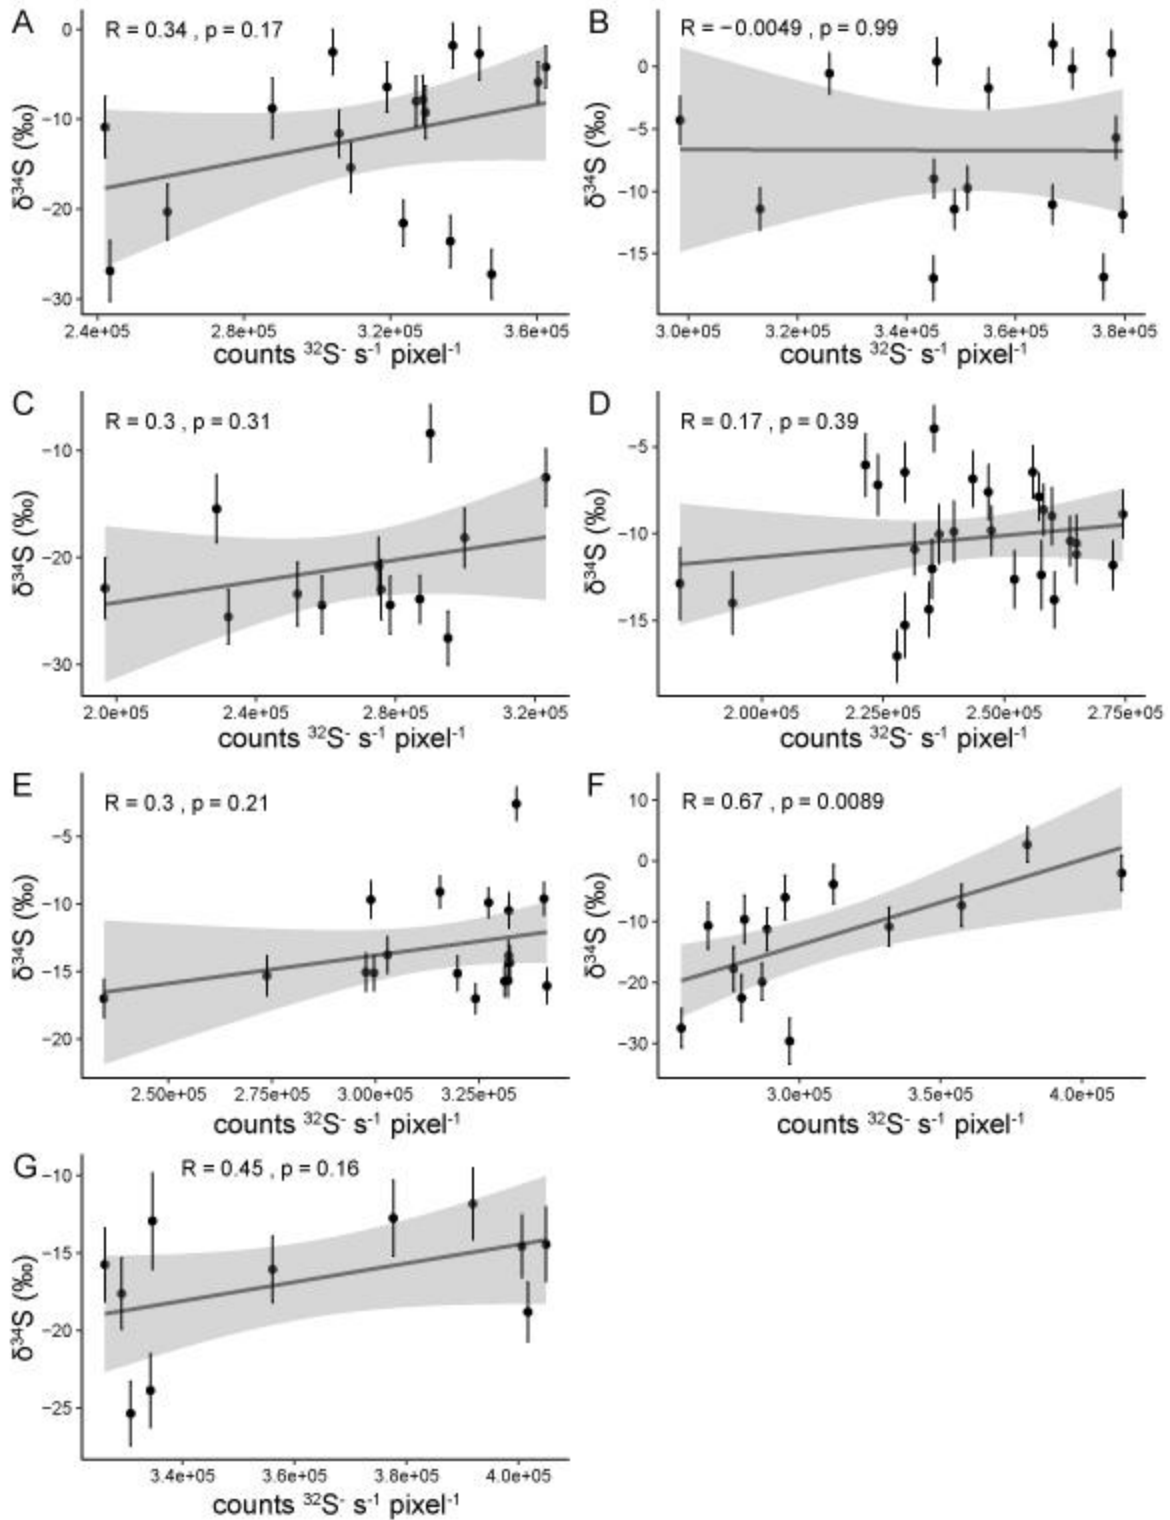 A
R = 0.34 , p = 0.17
0
−10
−20
−30
δ³⁴S (‰)
2.4e+05 2.8e+05 3.2e+05 3.6e+05
counts ³²S⁻ s⁻¹ pixel⁻¹
B
R = −0.0049 , p = 0.99
0
−5
−10
−15
δ³⁴S (‰)
3.0e+05 3.2e+05 3.4e+05 3.6e+05 3.8e+05
counts ³²S⁻ s⁻¹ pixel⁻¹
C
R = 0.3 , p = 0.31
−10
−20
−30
δ³⁴S (‰)
2.0e+05 2.4e+05 2.8e+05 3.2e+05
counts ³²S⁻ s⁻¹ pixel⁻¹
D
R = 0.17 , p = 0.39
−5
−10
−15
δ³⁴S (‰)
2.00e+05 2.25e+05 2.50e+05 2.75e+05
counts ³²S⁻ s⁻¹ pixel⁻¹
E
R = 0.3 , p = 0.21
−5
−10
−15
−20
δ³⁴S (‰)
2.50e+05 2.75e+05 3.00e+05 3.25e+05
counts ³²S⁻ s⁻¹ pixel⁻¹
F
R = 0.67 , p = 0.0089
10
0
−10
−20
−30
δ³⁴S (‰)
3.0e+05 3.5e+05 4.0e+05
counts ³²S⁻ s⁻¹ pixel⁻¹
G
R = 0.45 , p = 0.16
−10
−15
−20
−25
δ³⁴S (‰)
3.4e+05 3.6e+05 3.8e+05 4.0e+05
counts ³²S⁻ s⁻¹ pixel⁻¹